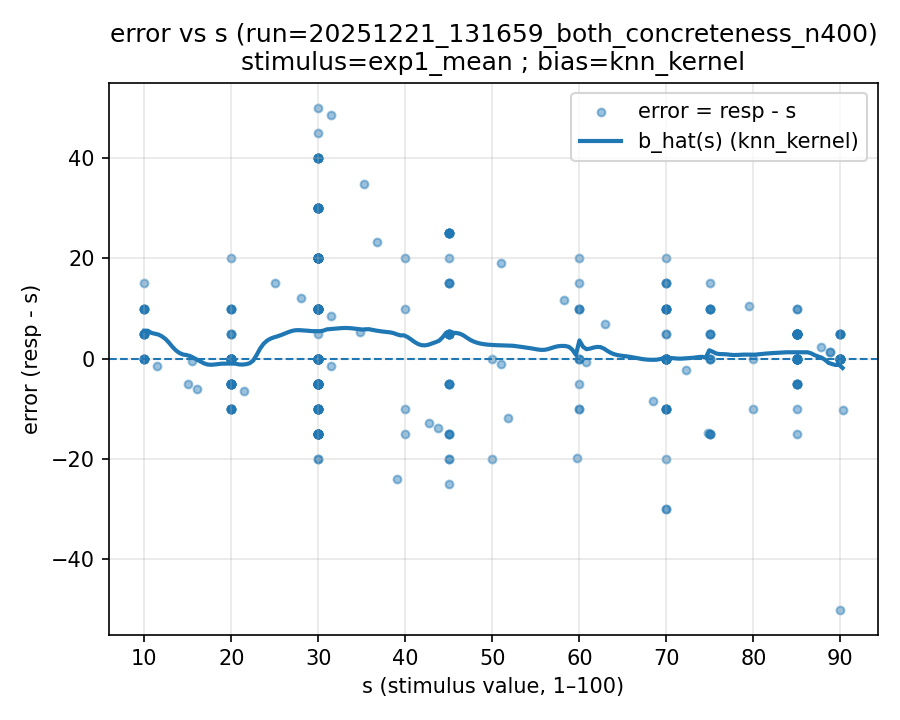 error vs s (run=20251221_131659_both_concreteness_n400)
stimulus=exp1_mean ; bias=knn_kernel
error = resp - s
b_hat(s) (knn_kernel)
error (resp - s)
40
20
0
−20
−40
10 20 30 40 50 60 70 80 90
s (stimulus value, 1–100)